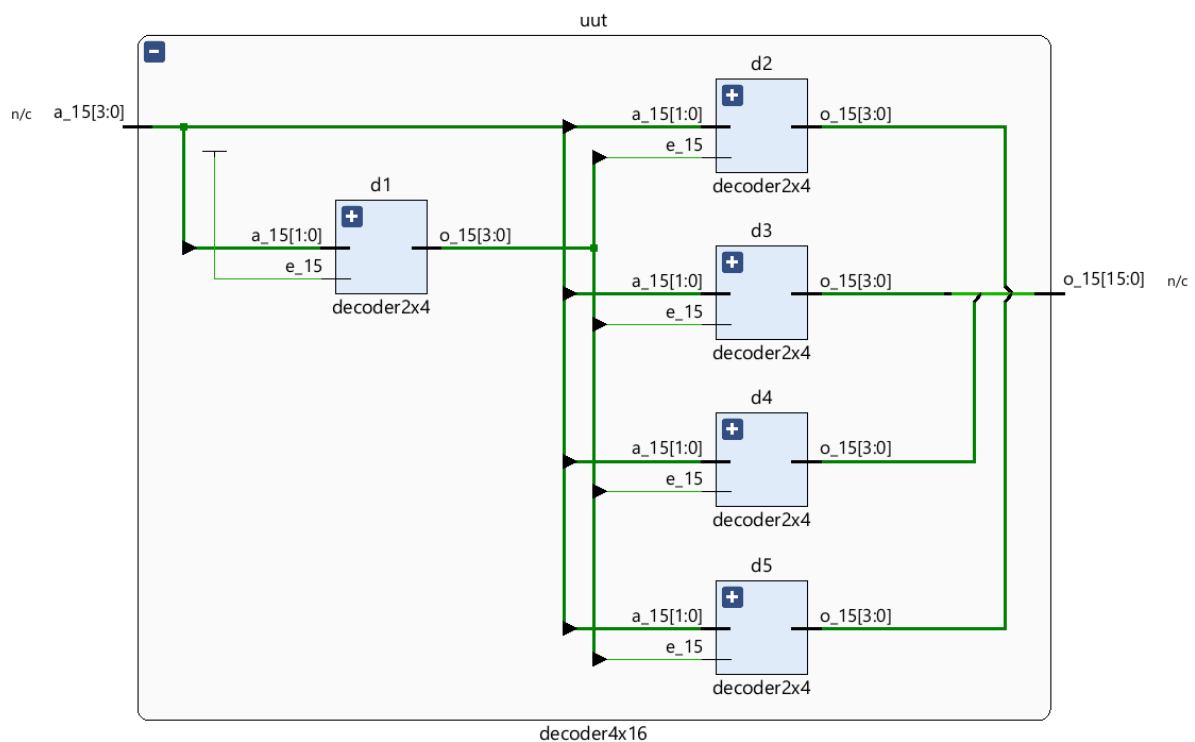 uut
d2
n/c a_15[3:0]
a_15[1:0] o_15[3:0]
e_15
decoder2x4
d1
a_15[1:0] o_15[3:0]
e_15
decoder2x4
d3
a_15[1:0] o_15[3:0]
e_15
decoder2x4
o_15[15:0] n/c
d4
a_15[1:0] o_15[3:0]
e_15
decoder2x4
d5
a_15[1:0] o_15[3:0]
e_15
decoder2x4
decoder4x16